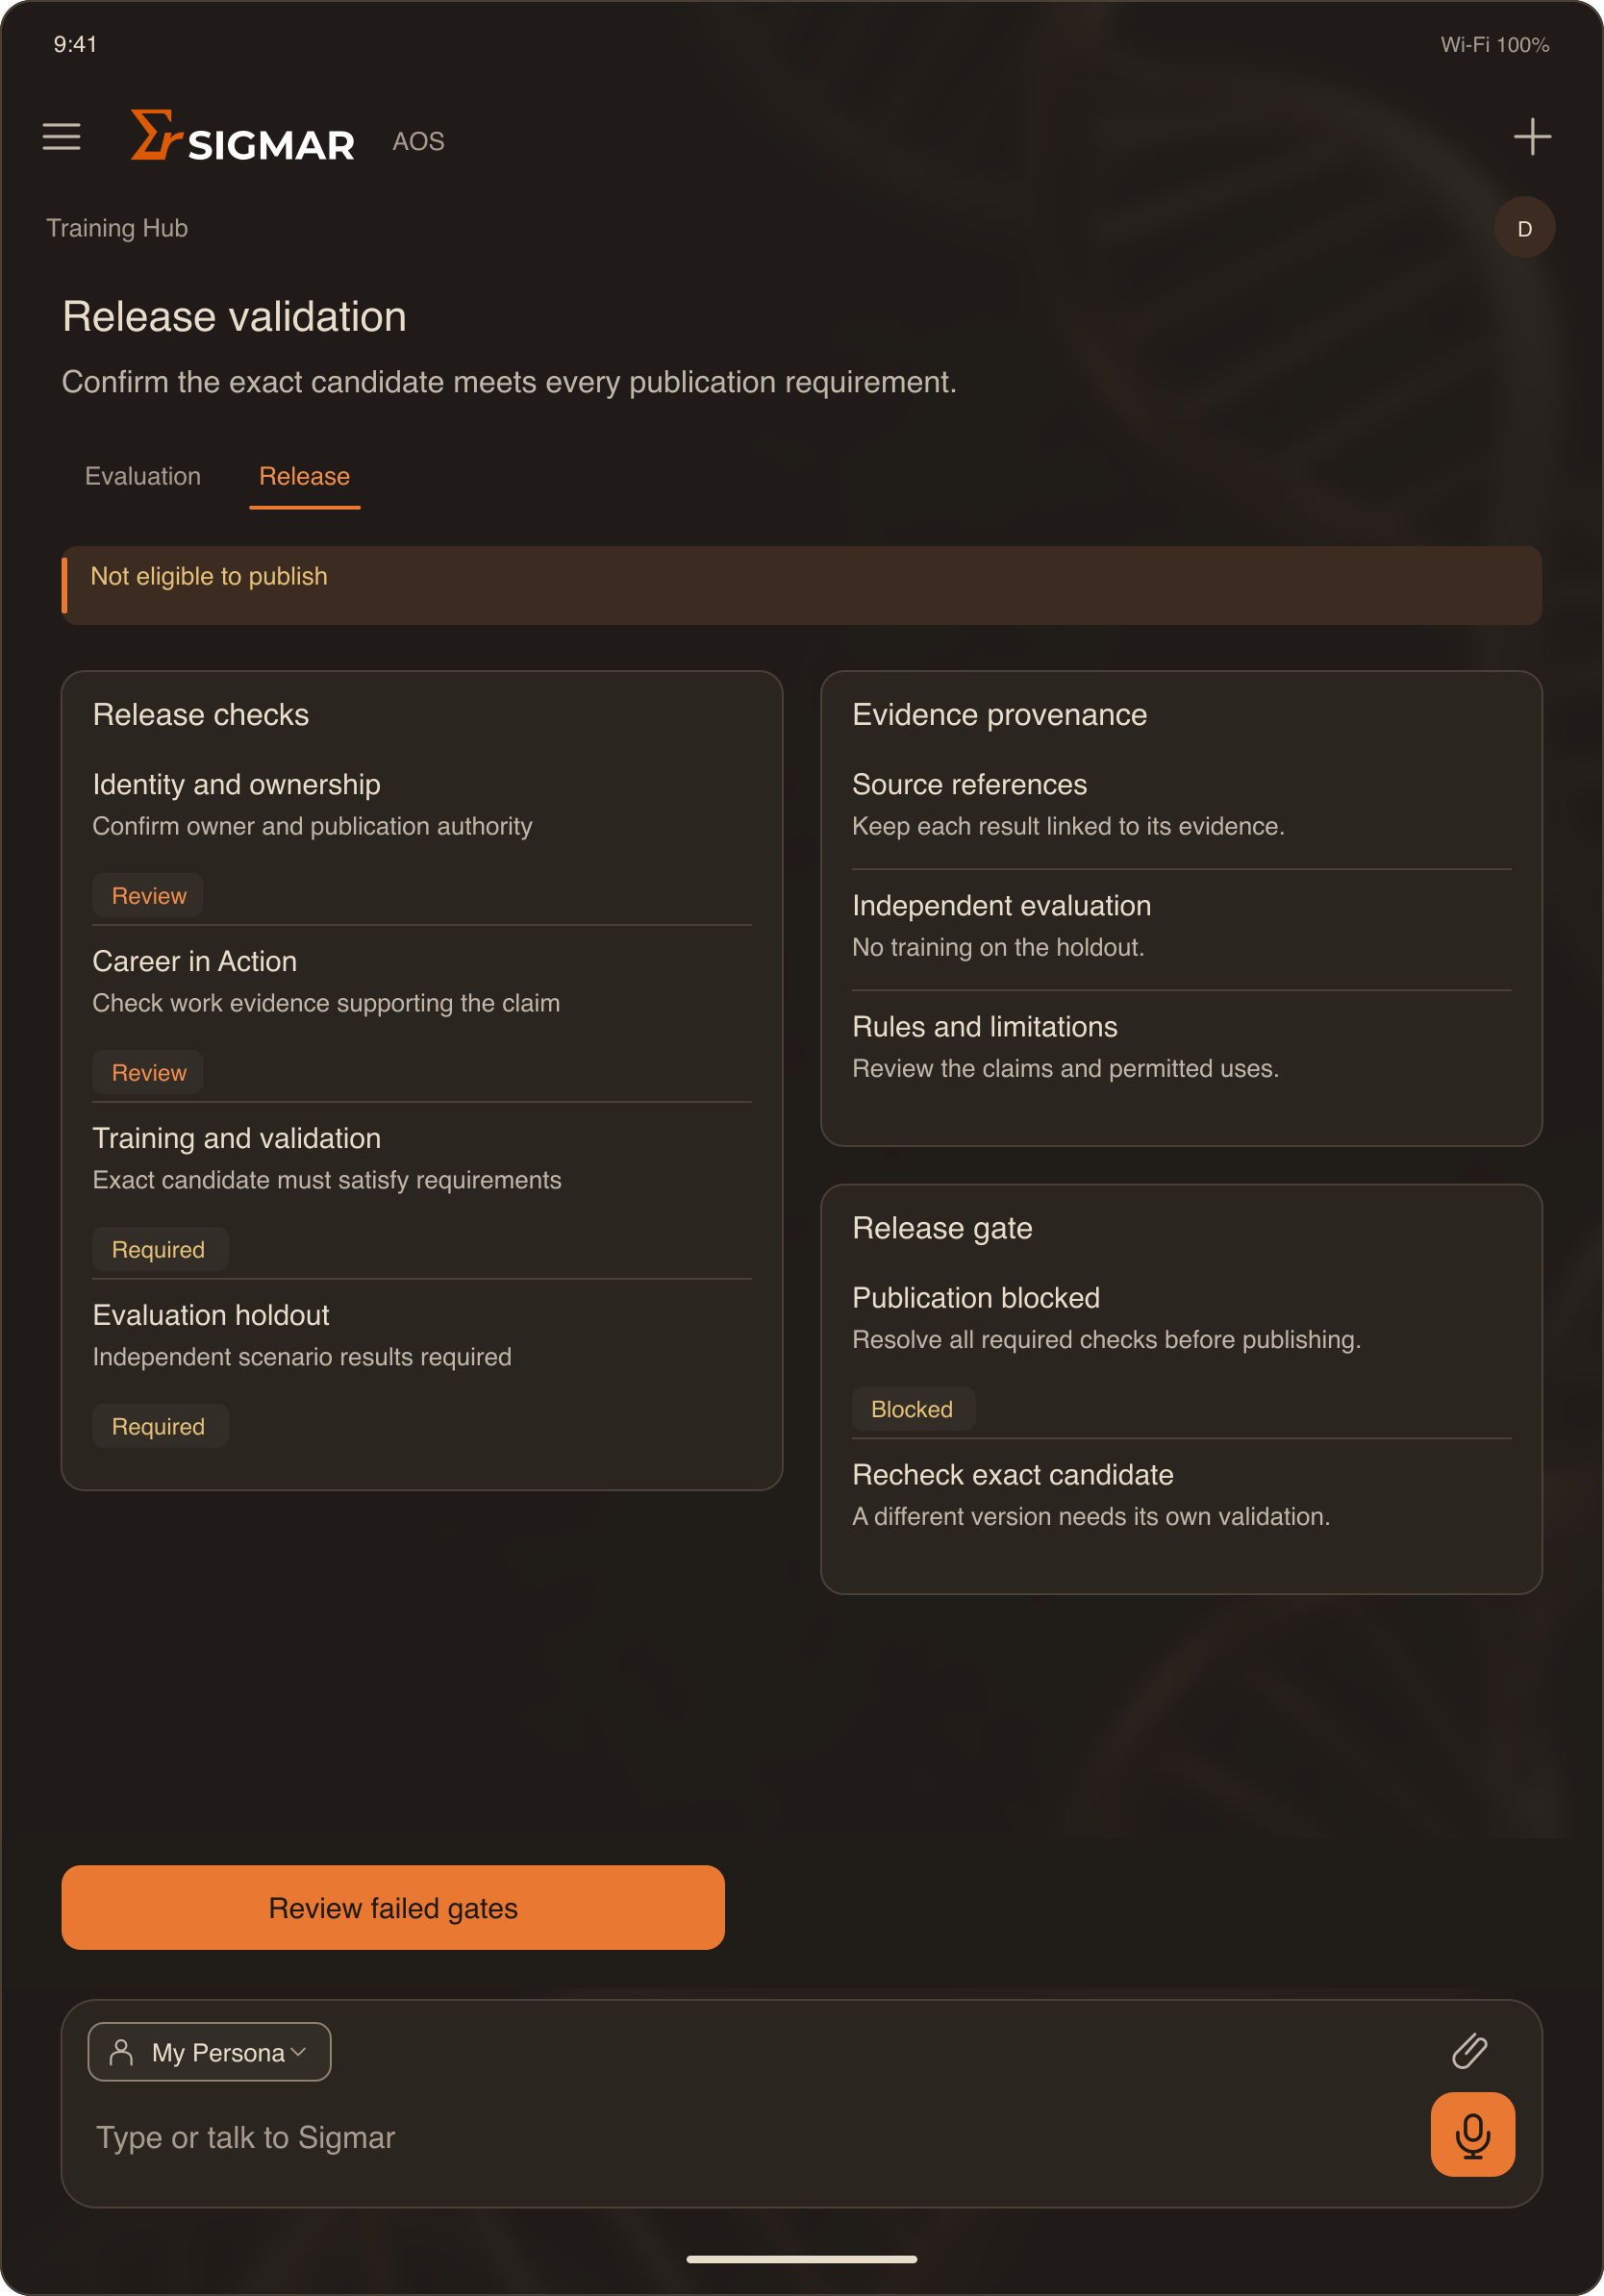 9:41
Wi-Fi 100%
Σr SIGMAR AOS
Training Hub
D
Release validation
Confirm the exact candidate meets every publication requirement.
Evaluation
Release
Not eligible to publish
Release checks
Identity and ownership
Confirm owner and publication authority
Review
Career in Action
Check work evidence supporting the claim
Review
Training and validation
Exact candidate must satisfy requirements
Required
Evaluation holdout
Independent scenario results required
Required
Evidence provenance
Source references
Keep each result linked to its evidence.
Independent evaluation
No training on the holdout.
Rules and limitations
Review the claims and permitted uses.
Release gate
Publication blocked
Resolve all required checks before publishing.
Blocked
Recheck exact candidate
A different version needs its own validation.
Review failed gates
My Persona
Type or talk to Sigmar